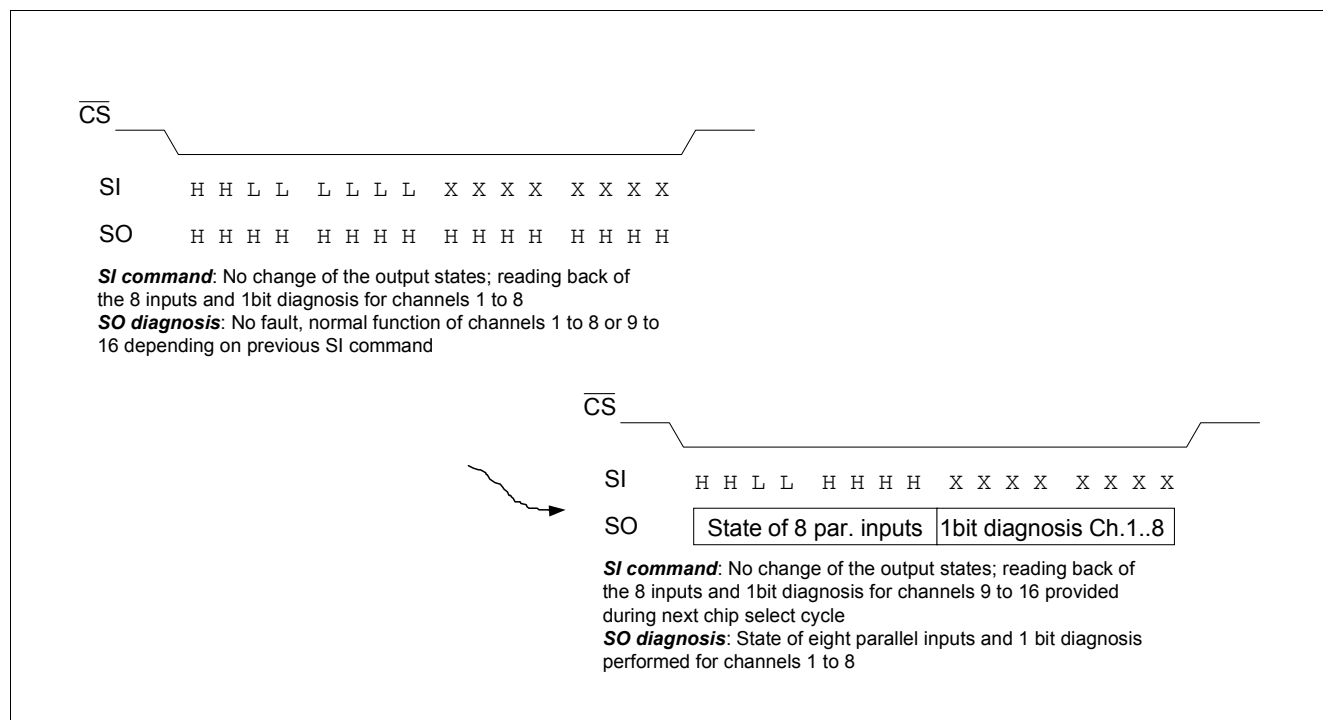 CS
SI H H L L L L L L X X X X X X X X
SO H H H H H H H H H H H H H H H H
SI command: No change of the output states; reading back of
the 8 inputs and 1bit diagnosis for channels 1 to 8
SO diagnosis: No fault, normal function of channels 1 to 8 or 9 to
16 depending on previous SI command
CS
SI H H L L H H H H X X X X X X X X
SO State of 8 par. inputs 1bit diagnosis Ch.1..8
SI command: No change of the output states; reading back of
the 8 inputs and 1bit diagnosis for channels 9 to 16 provided
during next chip select cycle
SO diagnosis: State of eight parallel inputs and 1 bit diagnosis
performed for channels 1 to 8